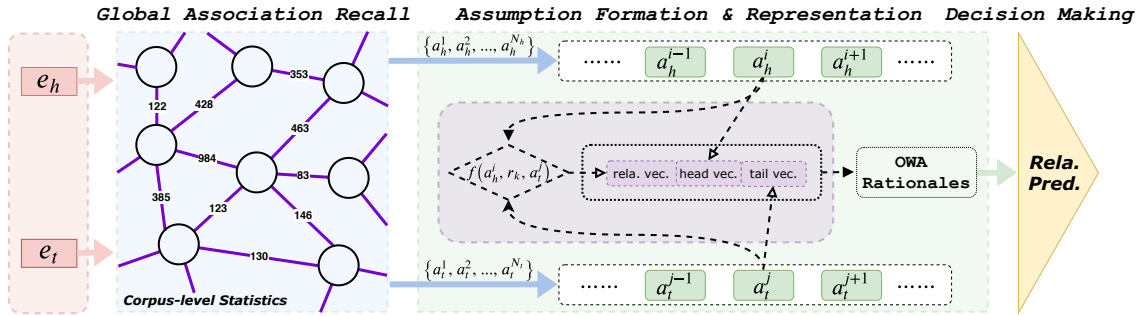 Global Association Recall
Assumption Formation & Representation
Decision Making
e_h
e_t
122
428
353
463
984
83
385
123
146
130
Corpus-level Statistics
{a_h^1, a_h^2, ..., a_h^{N_h}}
{a_t^1, a_t^2, ..., a_t^{N_t}}
...... a_h^{i-1} a_h^i a_h^{i+1} ......
f(a_h^i, r_k, a_t^j)
rela. vec. head vec. tail vec.
OWA
Rationales
...... a_t^{j-1} a_t^j a_t^{j+1} ......
Rela.
Pred.